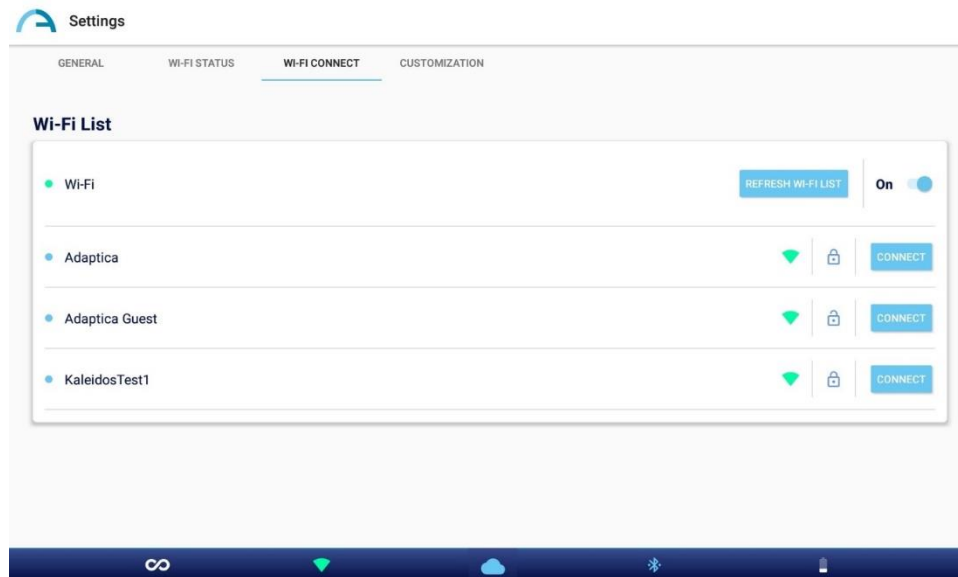 Settings
GENERAL WI-FI STATUS WI-FI CONNECT CUSTOMIZATION
Wi-Fi List
Wi-Fi REFRESH WI-FI LIST On
Adaptica CONNECT
Adaptica Guest CONNECT
KaleidosTest1 CONNECT